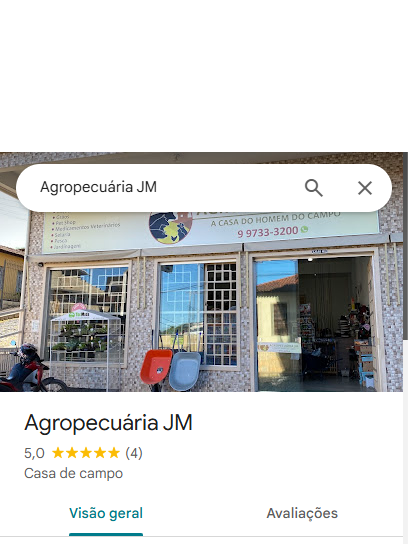 Agropecuária JM
• Grãos
• Pet Shop
• Medicamentos Veterinários
• Selaria
• Pesca
• Jardinagem
A CASA DO HOMEM DO CAMPO
9 9733-3200
Agropecuária JM
5,0 ★★★★★ (4)
Casa de campo
Visão geral
Avaliações